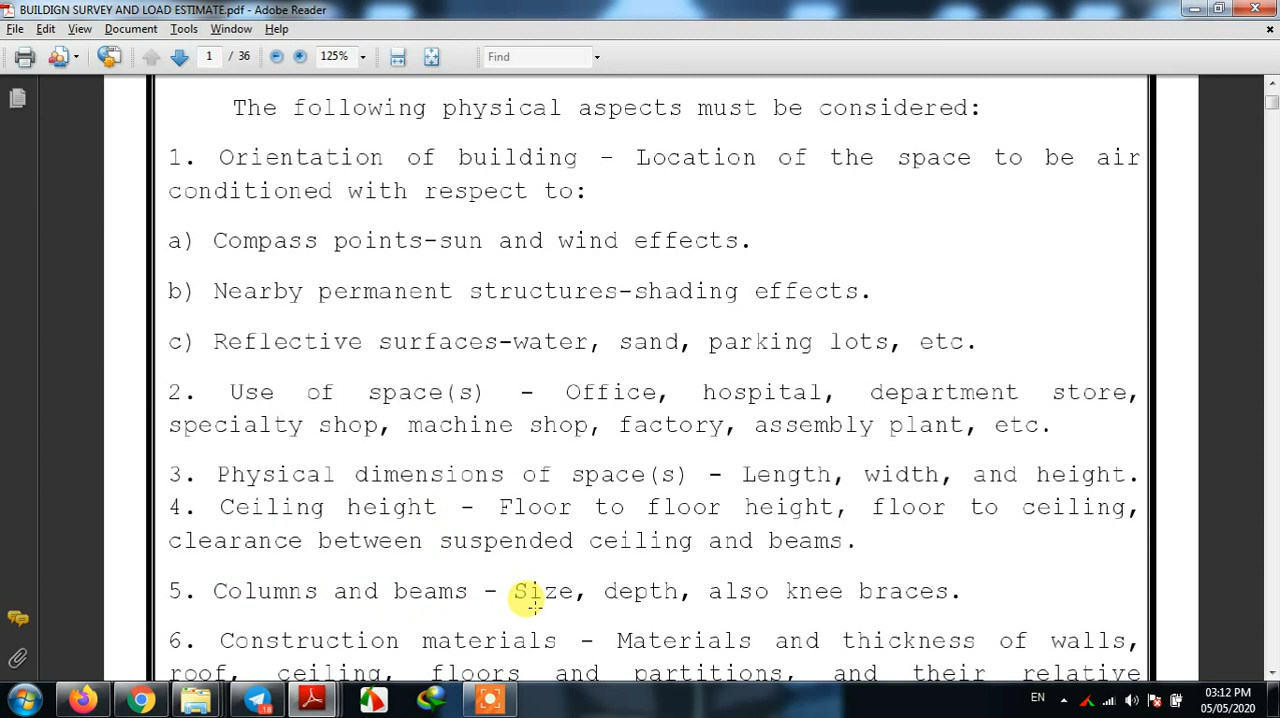 BUILDIGN SURVEY AND LOAD ESTIMATE.pdf - Adobe Reader
File Edit View Document Tools Window Help
1 / 36 125% Find
The following physical aspects must be considered:
1. Orientation of building - Location of the space to be air
conditioned with respect to:
a) Compass points-sun and wind effects.
b) Nearby permanent structures-shading effects.
c) Reflective surfaces-water, sand, parking lots, etc.
2. Use of space(s) - Office, hospital, department store,
specialty shop, machine shop, factory, assembly plant, etc.
3. Physical dimensions of space(s) - Length, width, and height.
4. Ceiling height - Floor to floor height, floor to ceiling,
clearance between suspended ceiling and beams.
5. Columns and beams - Size, depth, also knee braces.
6. Construction materials - Materials and thickness of walls,
roof, ceiling, floors and partitions, and their relative
EN 03:12 PM
05/05/2020